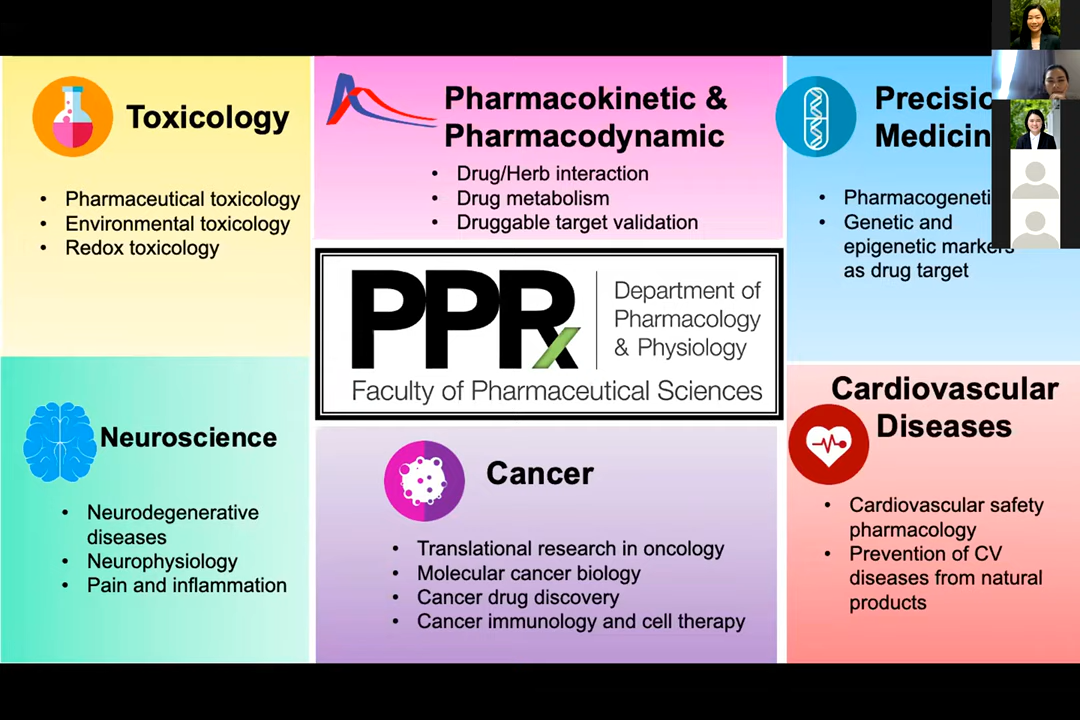 Toxicology
• Pharmaceutical toxicology
• Environmental toxicology
• Redox toxicology
Pharmacokinetic &
Pharmacodynamic
• Drug/Herb interaction
• Drug metabolism
• Druggable target validation
Precisio
Medicin
• Pharmacogeneti
• Genetic and
epigenetic markers
as drug target
PPRx
Department of
Pharmacology
& Physiology
Faculty of Pharmaceutical Sciences
Neuroscience
• Neurodegenerative
diseases
• Neurophysiology
• Pain and inflammation
Cancer
• Translational research in oncology
• Molecular cancer biology
• Cancer drug discovery
• Cancer immunology and cell therapy
Cardiovascular
Diseases
• Cardiovascular safety
pharmacology
• Prevention of CV
diseases from natural
products